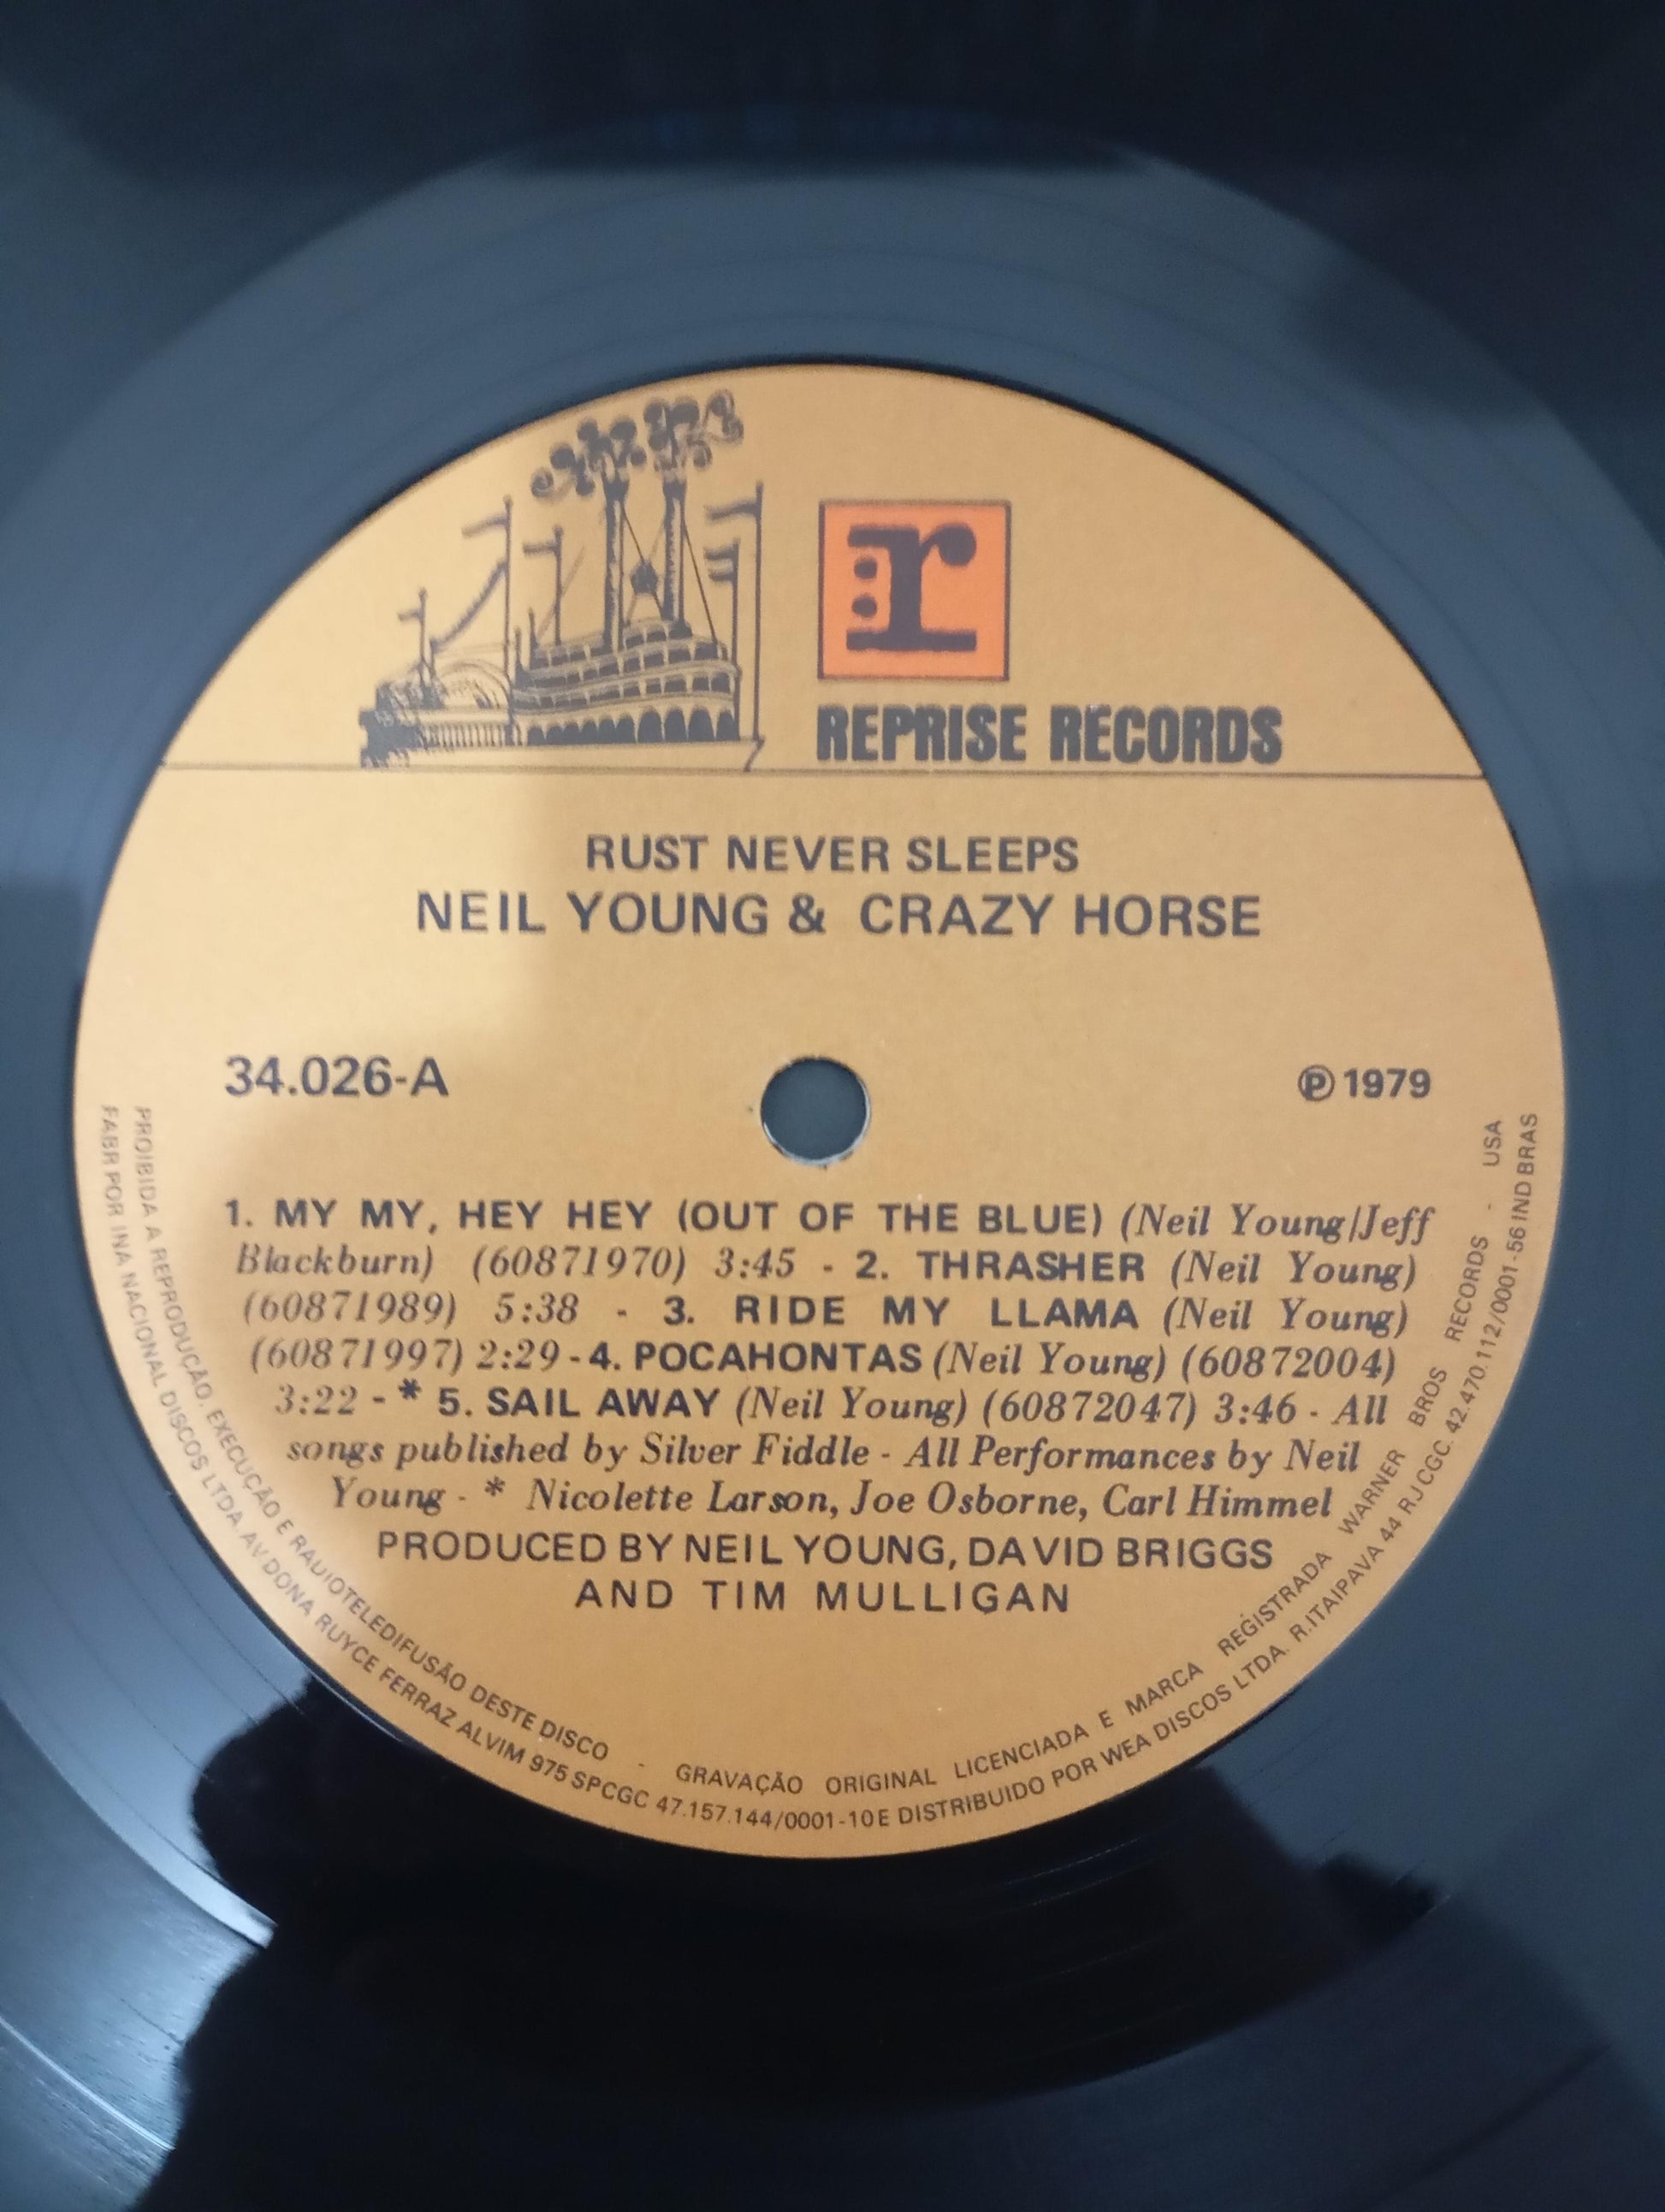 r
REPRISE RECORDS
RUST NEVER SLEEPS
NEIL YOUNG & CRAZY HORSE
34.026-A
Ⓟ 1979
1. MY MY, HEY HEY (OUT OF THE BLUE) (Neil Young/Jeff
Blackburn) (60871970) 3:45 - 2. THRASHER (Neil Young)
(60871989) 5:38 - 3. RIDE MY LLAMA (Neil Young)
(60871997) 2:29 - 4. POCAHONTAS (Neil Young) (60872004)
3:22 - * 5. SAIL AWAY (Neil Young) (60872047) 3:46 - All
songs published by Silver Fiddle - All Performances by Neil
Young - * Nicolette Larson, Joe Osborne, Carl Himmel
PRODUCED BY NEIL YOUNG, DAVID BRIGGS
AND TIM MULLIGAN
PROIBIDA A REPRODUÇÃO, EXECUÇÃO E RADIOTELEDIFUSÃO DESTE DISCO - GRAVAÇÃO ORIGINAL LICENCIADA E MARCA REGISTRADA WARNER BROS RECORDS - USA
FABR POR INA NACIONAL DISCOS LTDA AV DONA RUYCE FERRAZ ALVIM 975 SP CGC 47.157.144/0001-10 E DISTRIBUIDO POR WEA DISCOS LTDA. R.ITAIPAVA 44 RJ CGC. 42.470.112/0001-56 IND BRAS